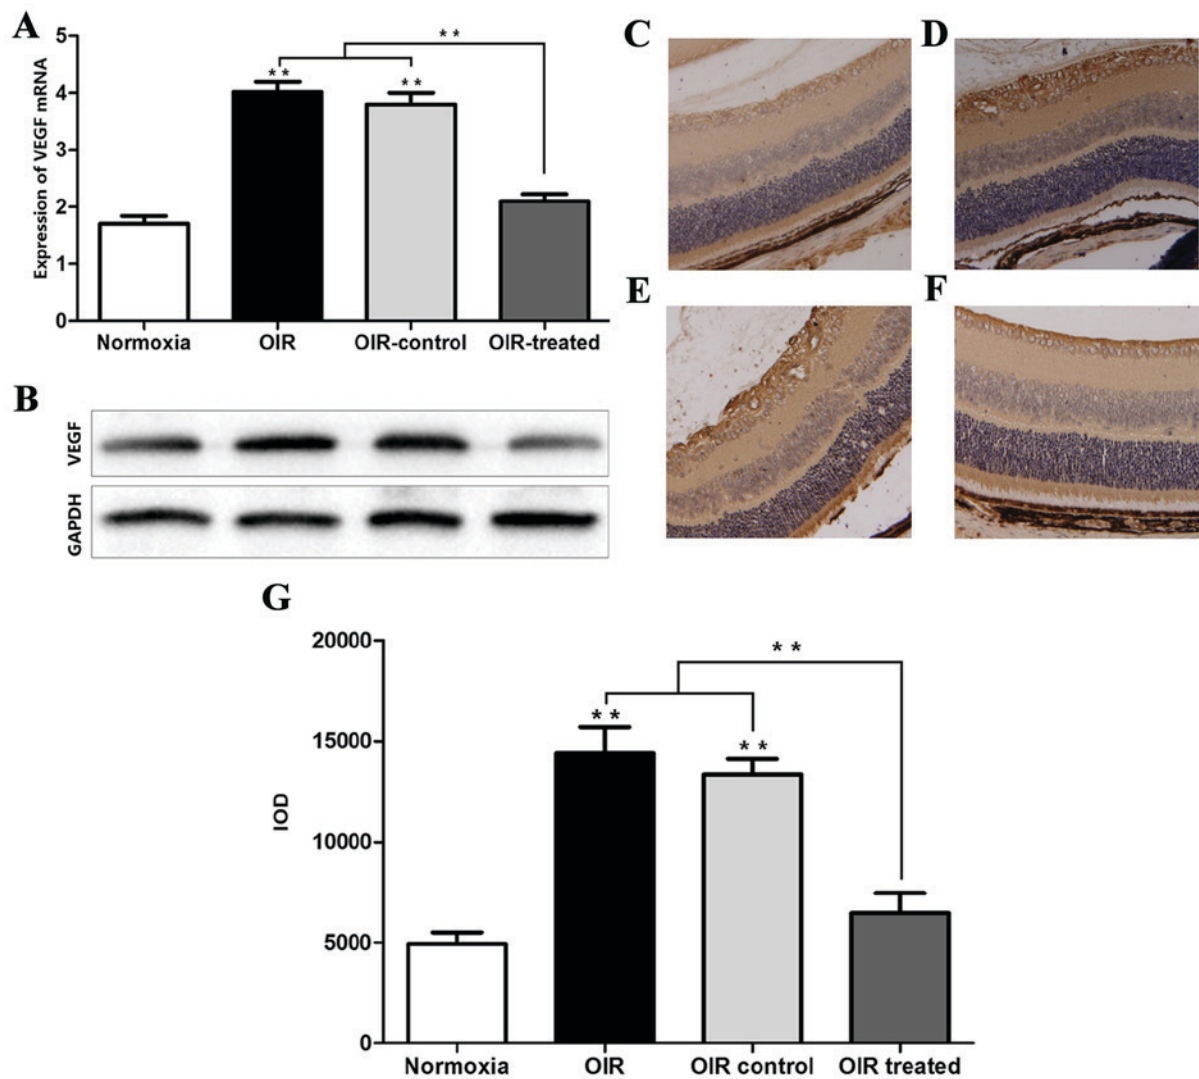 A
Expression of VEGF mRNA
5
4
3
2
1
0
* *
* *
* *
Normoxia OIR OIR-control OIR-treated
B
VEGF
GAPDH
C
D
E
F
G
IOD
20000
15000
10000
5000
0
* *
* *
* *
Normoxia OIR OIR control OIR treated